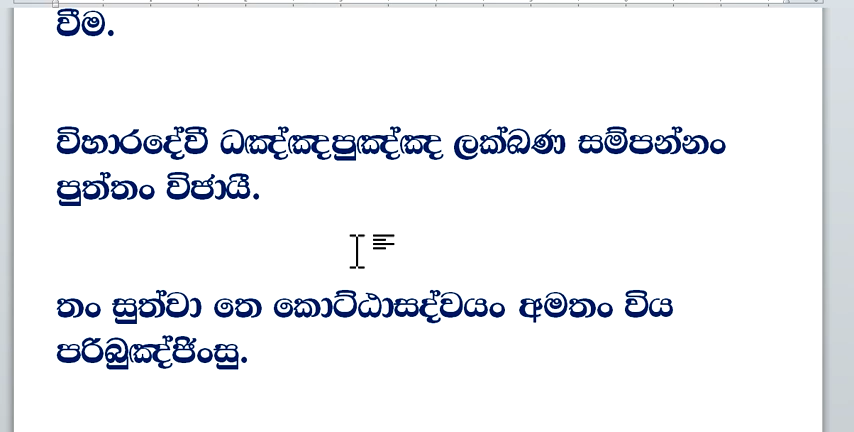 වීම.
විහාරදේවී ධඤ්ඤපුඤ්ඤ ලක්ඛණ සම්පන්නං
පුත්තං විජායී.
තං සුත්වා තෙ කොට්ඨාසද්වයං අමතං විය
පරිබුඤ්ජිංසු.